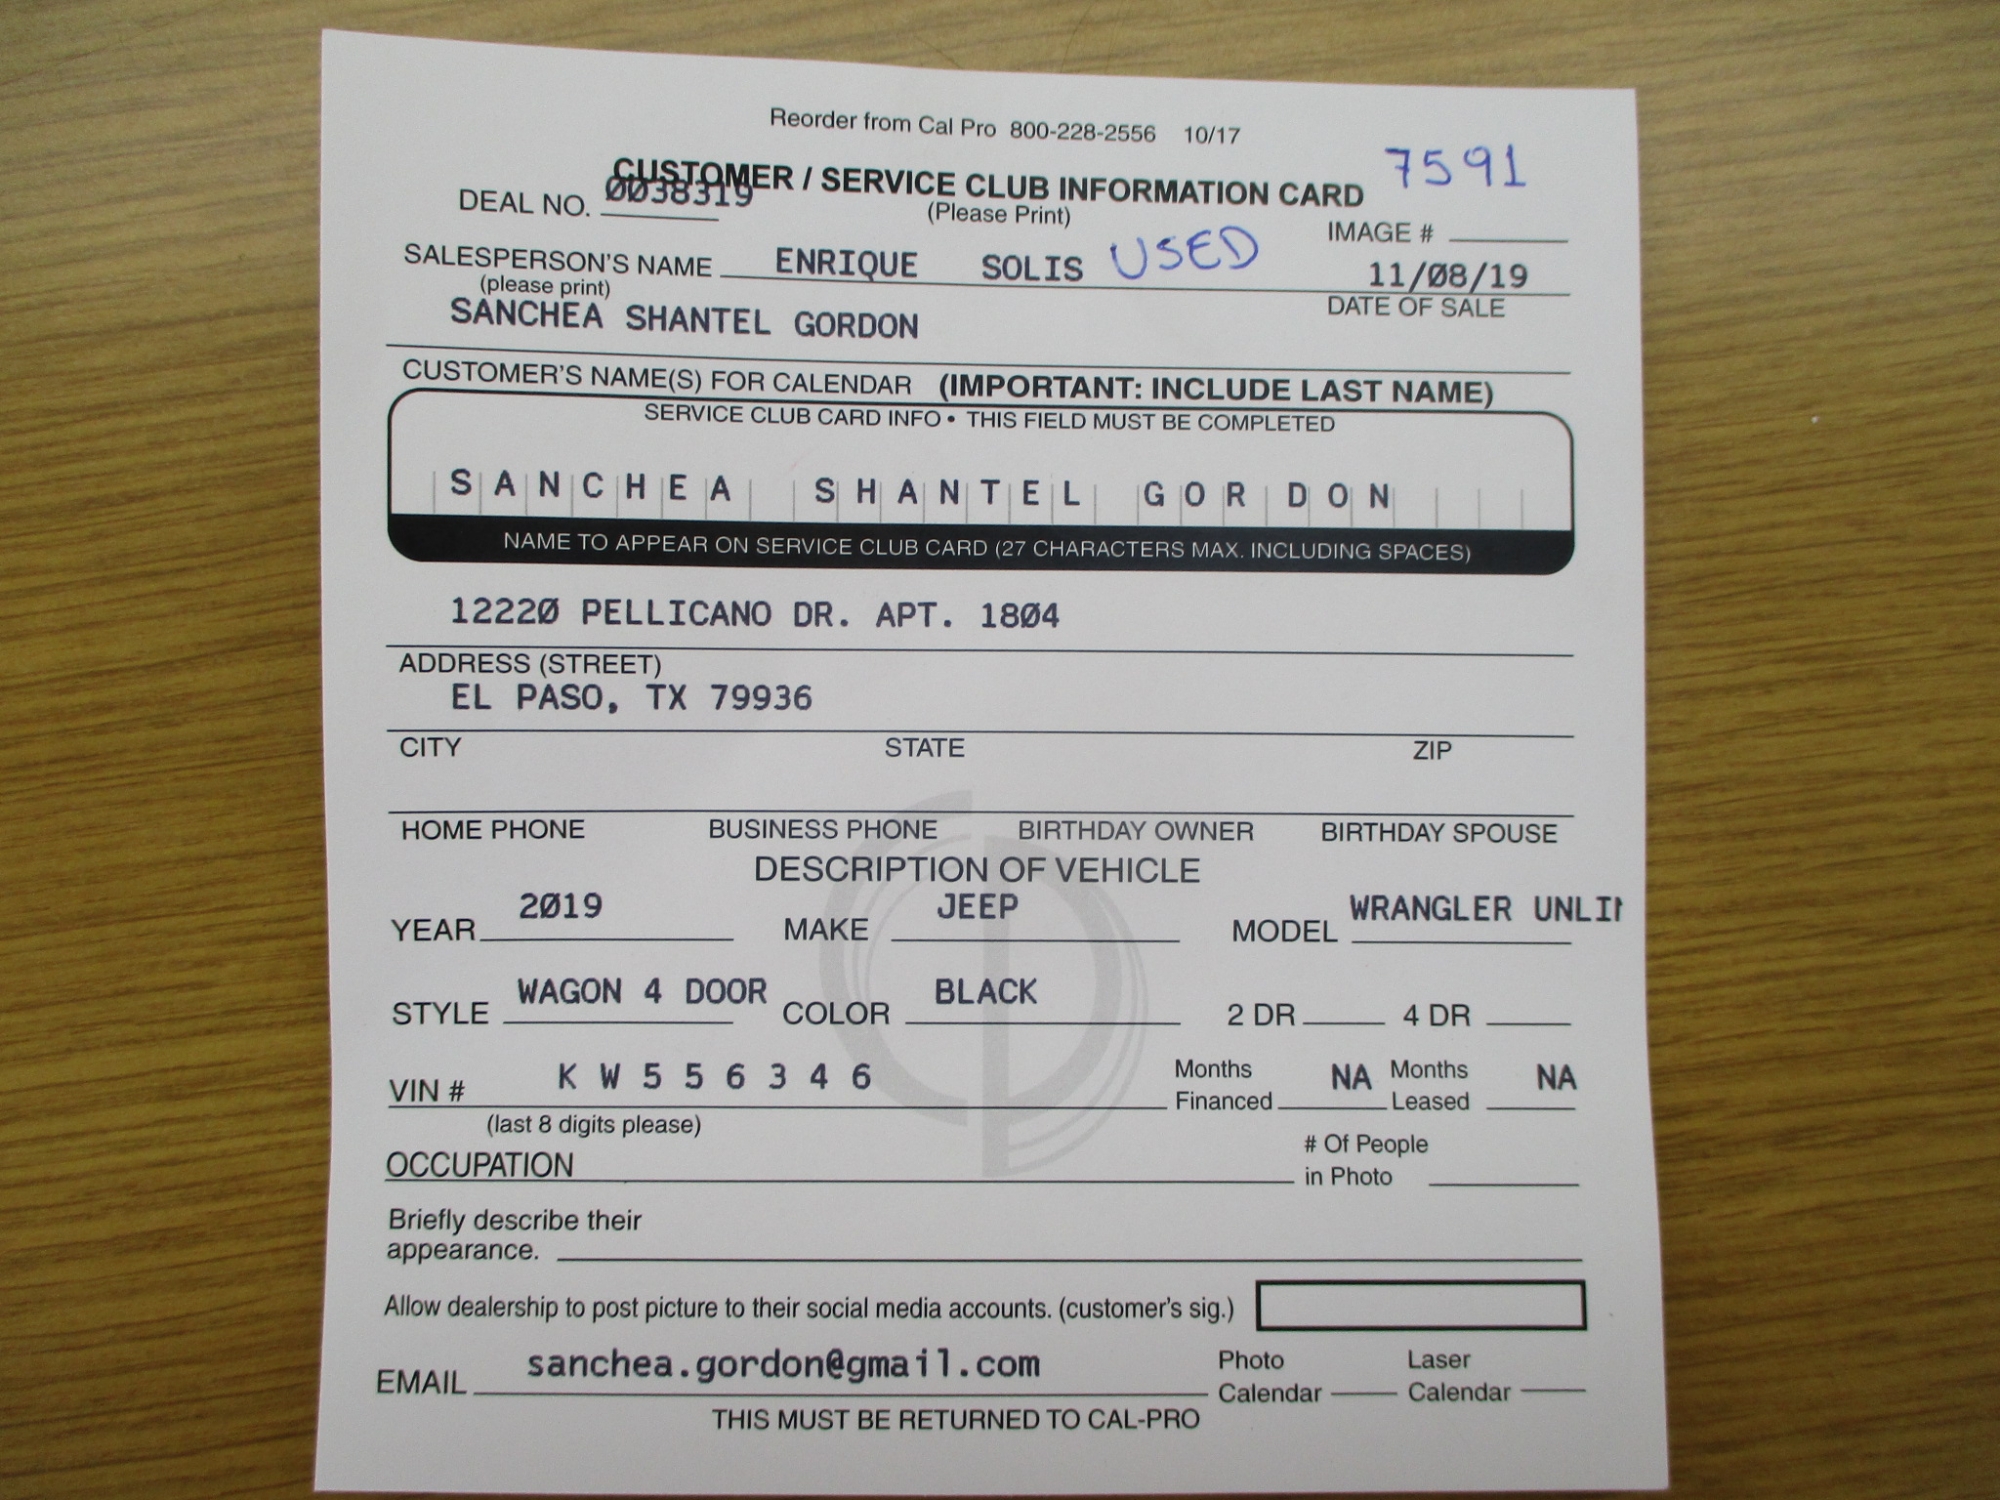 Reorder from Cal Pro 800-228-2556 10/17
7591
CUSTOMER / SERVICE CLUB INFORMATION CARD
DEAL NO. 0038319
(Please Print)
IMAGE #
SALESPERSON'S NAME ENRIQUE SOLIS USED 11/08/19
(please print)
DATE OF SALE
SANCHEA SHANTEL GORDON
CUSTOMER'S NAME(S) FOR CALENDAR (IMPORTANT: INCLUDE LAST NAME)
SERVICE CLUB CARD INFO • THIS FIELD MUST BE COMPLETED
SANCHEA SHANTEL GORDON
NAME TO APPEAR ON SERVICE CLUB CARD (27 CHARACTERS MAX. INCLUDING SPACES)
12220 PELLICANO DR. APT. 1804
ADDRESS (STREET)
EL PASO, TX 79936
CITY STATE ZIP
HOME PHONE BUSINESS PHONE BIRTHDAY OWNER BIRTHDAY SPOUSE
DESCRIPTION OF VEHICLE
YEAR 2019 MAKE JEEP MODEL WRANGLER UNLI
STYLE WAGON 4 DOOR COLOR BLACK 2 DR 4 DR
VIN # K W 5 5 6 3 4 6 Months Financed NA Months Leased NA
(last 8 digits please)
OCCUPATION # Of People in Photo
Briefly describe their
appearance.
Allow dealership to post picture to their social media accounts. (customer's sig.)
EMAIL sanchea.gordon@gmail.com Photo Calendar Laser Calendar
THIS MUST BE RETURNED TO CAL-PRO